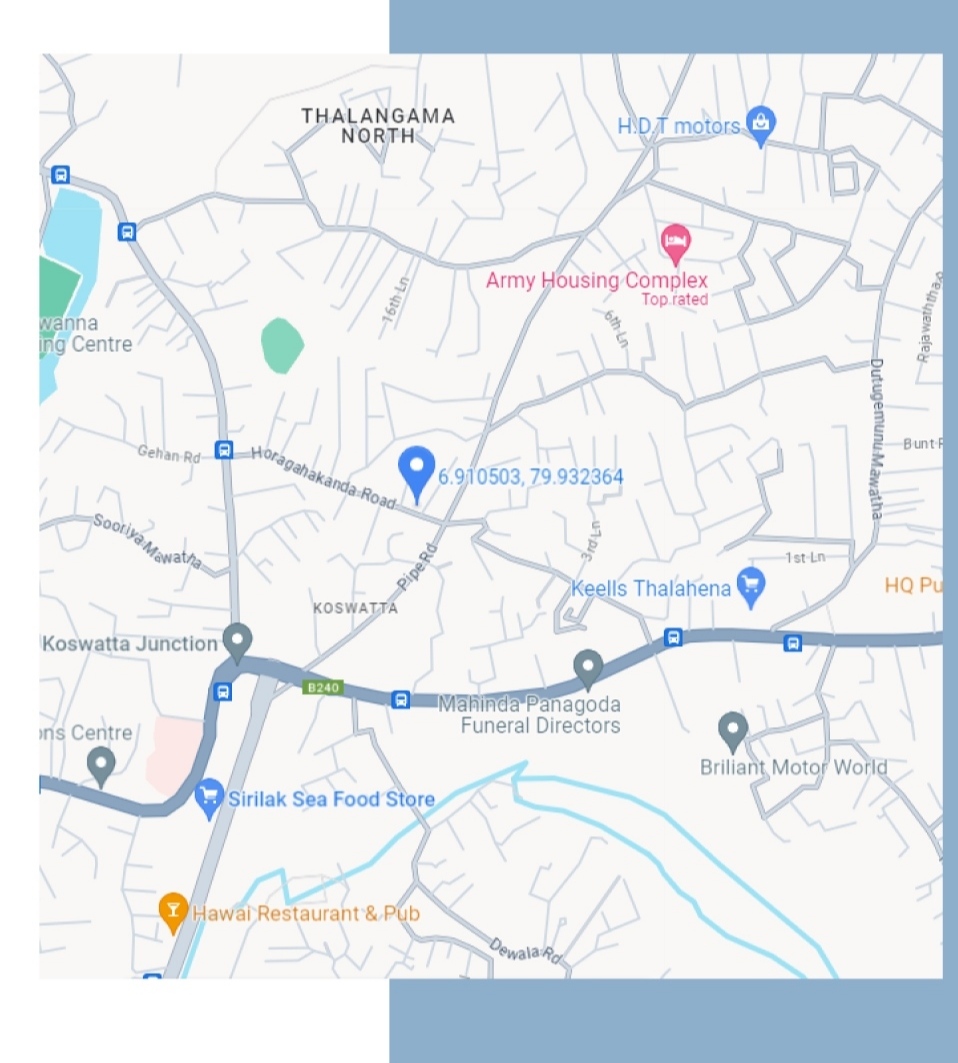 THALANGAMA
NORTH
H.D.T motors
Army Housing Complex
Top rated
16th Ln
6th Ln
wanna
ing Centre
Dutugemunu Mawatha
Gehan Rd
Horagahakanda Road
6.910503, 79.932364
Bunt
Sooriya Mawatha
3rd Ln
1st Ln
Pipe Rd
Keells Thalahena
HQ Pu
KOSWATTA
Koswatta Junction
B240
Mahinda Panagoda
Funeral Directors
ons Centre
Briliant Motor World
Sirilak Sea Food Store
Hawai Restaurant & Pub
Dewala Rd